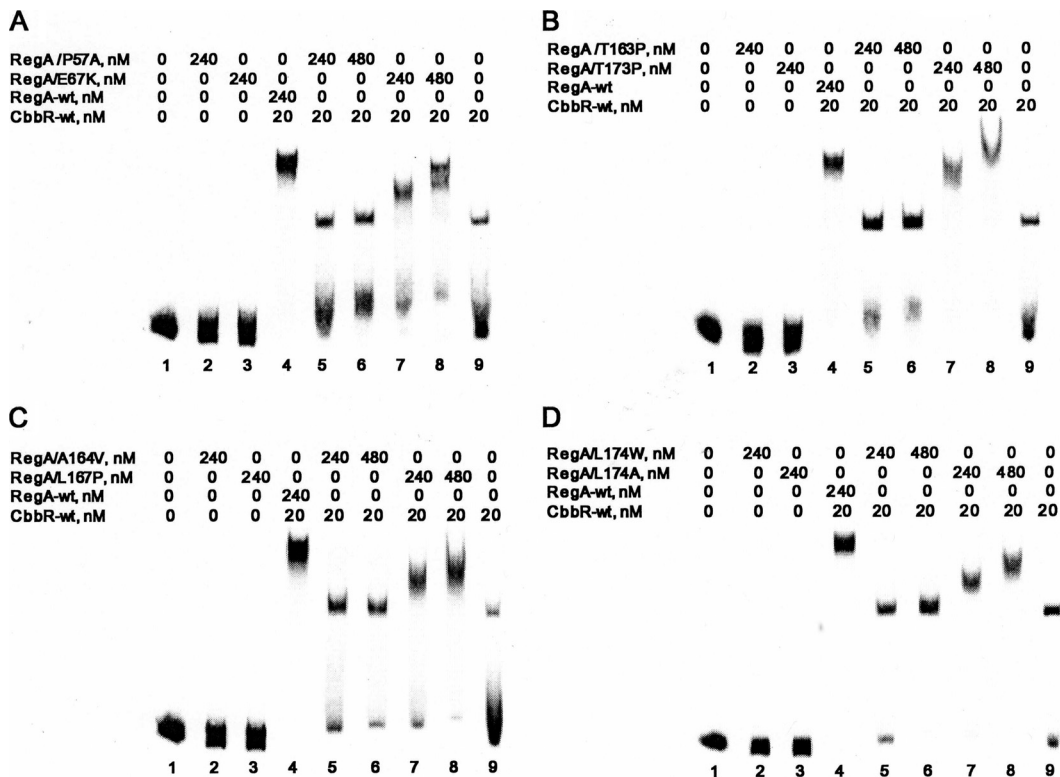 A
RegA /P57A, nM 0 240 0 0 240 480 0 0 0
RegA/E67K, nM 0 0 240 0 0 0 240 480 0
RegA-wt, nM 0 0 0 240 0 0 0 0 0
CbbR-wt, nM 0 0 0 20 20 20 20 20 20
1 2 3 4 5 6 7 8 9
B
RegA /T163P, nM 0 240 0 0 240 480 0 0 0
RegA/T173P, nM 0 0 240 0 0 0 240 480 0
RegA-wt 0 0 0 240 0 0 0 0 0
CbbR-wt, nM 0 0 0 20 20 20 20 20 20
1 2 3 4 5 6 7 8 9
C
RegA/A164V, nM 0 240 0 0 240 480 0 0 0
RegA/L167P, nM 0 0 240 0 0 0 240 480 0
RegA-wt, nM 0 0 0 240 0 0 0 0 0
CbbR-wt, nM 0 0 0 20 20 20 20 20 20
1 2 3 4 5 6 7 8 9
D
RegA/L174W, nM 0 240 0 0 240 480 0 0 0
RegA/L174A, nM 0 0 240 0 0 0 240 480 0
RegA-wt, nM 0 0 0 240 0 0 0 0 0
CbbR-wt, nM 0 0 0 20 20 20 20 20 20
1 2 3 4 5 6 7 8 9